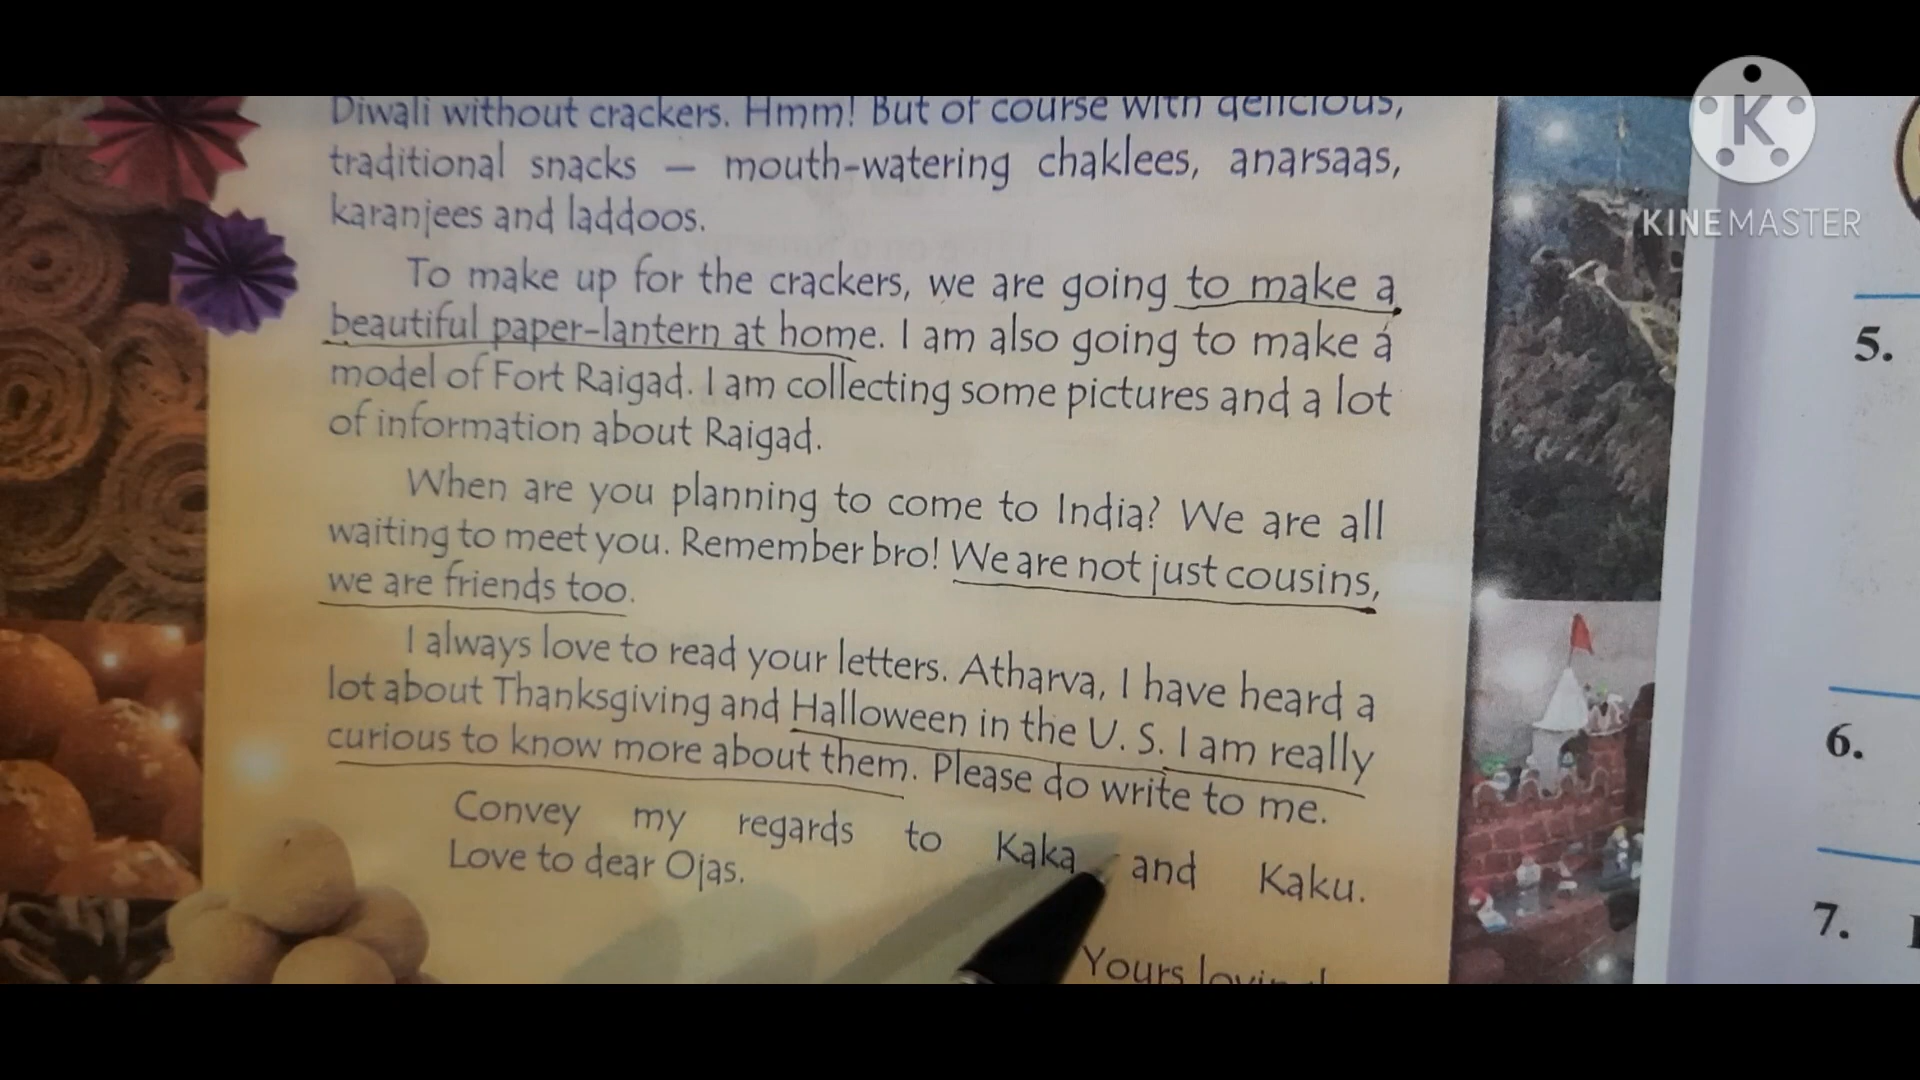 Diwali without crackers. Hmm! But of course with delicious,
traditional snacks – mouth-watering chaklees, anarsaas,
karanjees and laddoos.
To make up for the crackers, we are going to make a
beautiful paper-lantern at home. I am also going to make a
model of Fort Raigad. I am collecting some pictures and a lot
of information about Raigad.
When are you planning to come to India? We are all
waiting to meet you. Remember bro! We are not just cousins,
we are friends too.
I always love to read your letters. Atharva, I have heard a
lot about Thanksgiving and Halloween in the U. S. I am really
curious to know more about them. Please do write to me.
Convey my regards to Kaka and Kaku.
Love to dear Ojas.
Yours
K
KINEMASTER
5.
6.
7.